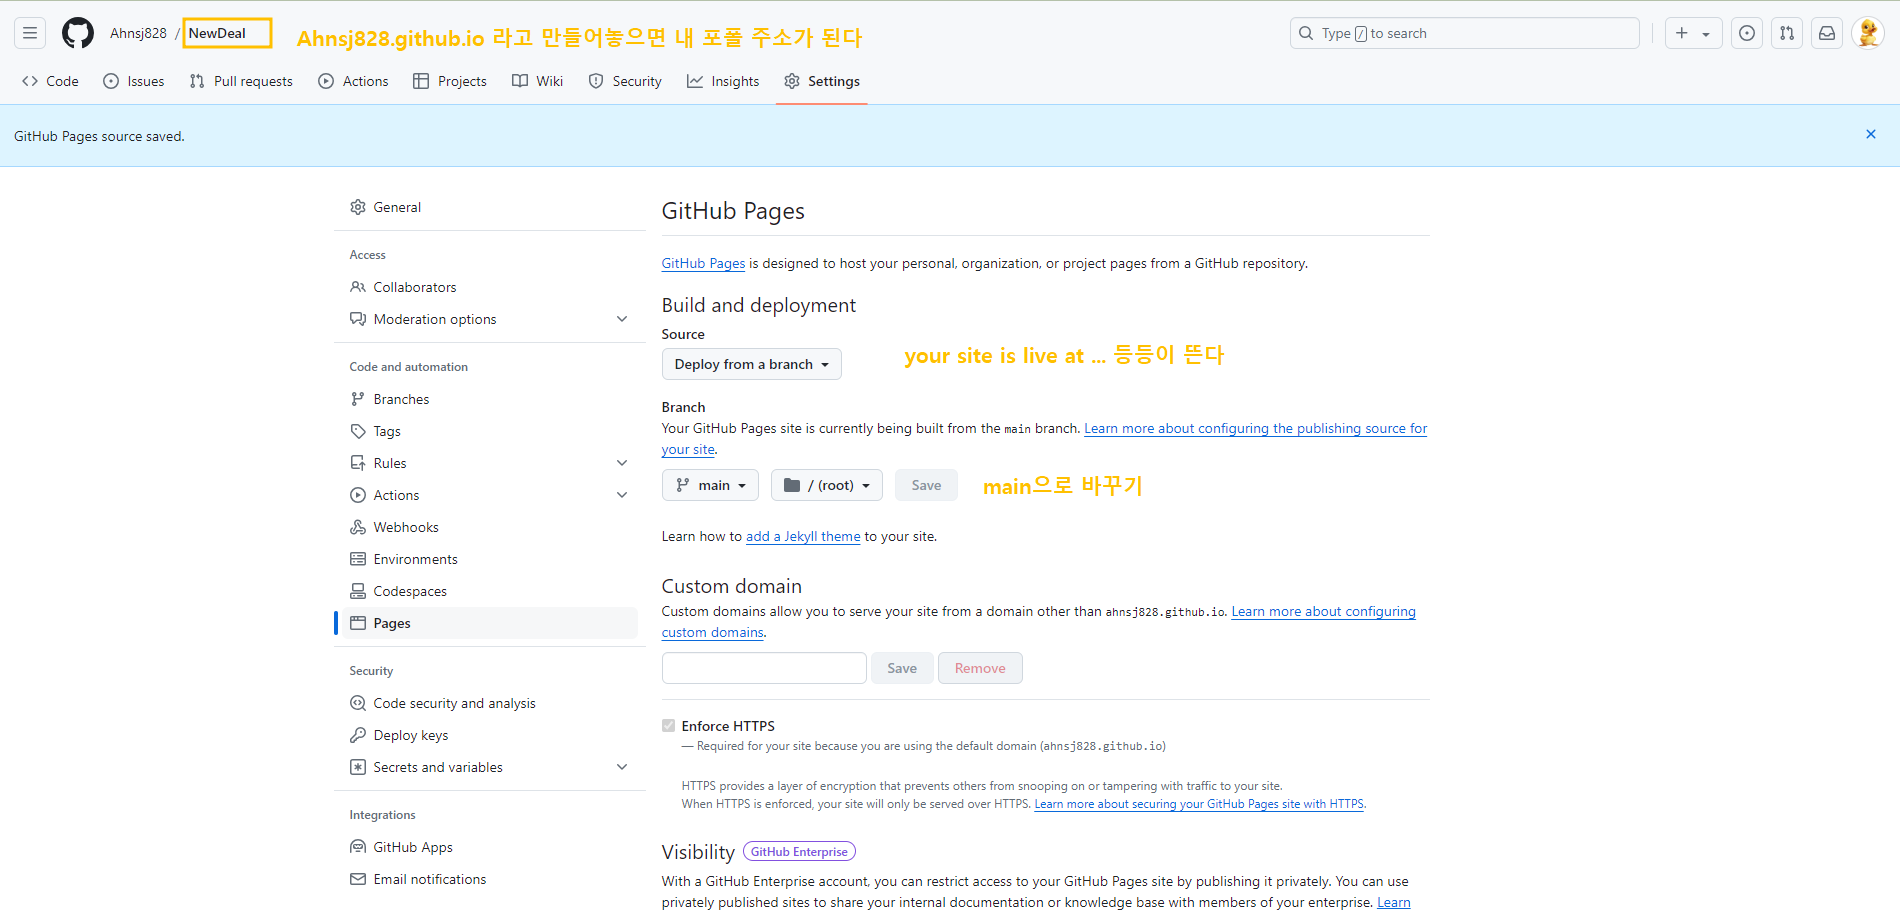 Ahnsj828 / NewDeal
Ahnsj828.github.io 라고 만들어놓으면 내 포폴 주소가 된다
Type / to search
Code
Issues
Pull requests
Actions
Projects
Wiki
Security
Insights
Settings
GitHub Pages source saved.
General
Access
Collaborators
Moderation options
Code and automation
Branches
Tags
Rules
Actions
Webhooks
Environments
Codespaces
Pages
Security
Code security and analysis
Deploy keys
Secrets and variables
Integrations
GitHub Apps
Email notifications
GitHub Pages
GitHub Pages is designed to host your personal, organization, or project pages from a GitHub repository.
Build and deployment
Source
Deploy from a branch
your site is live at ... 등등이 뜬다
Branch
Your GitHub Pages site is currently being built from the main branch. Learn more about configuring the publishing source for
your site.
main
/ (root)
Save
main으로 바꾸기
Learn how to add a Jekyll theme to your site.
Custom domain
Custom domains allow you to serve your site from a domain other than ahnsj828.github.io. Learn more about configuring
custom domains.
Save
Remove
Enforce HTTPS
— Required for your site because you are using the default domain (ahnsj828.github.io)
HTTPS provides a layer of encryption that prevents others from snooping on or tampering with traffic to your site.
When HTTPS is enforced, your site will only be served over HTTPS. Learn more about securing your GitHub Pages site with HTTPS.
Visibility GitHub Enterprise
With a GitHub Enterprise account, you can restrict access to your GitHub Pages site by publishing it privately. You can use
privately published sites to share your internal documentation or knowledge base with members of your enterprise. Learn